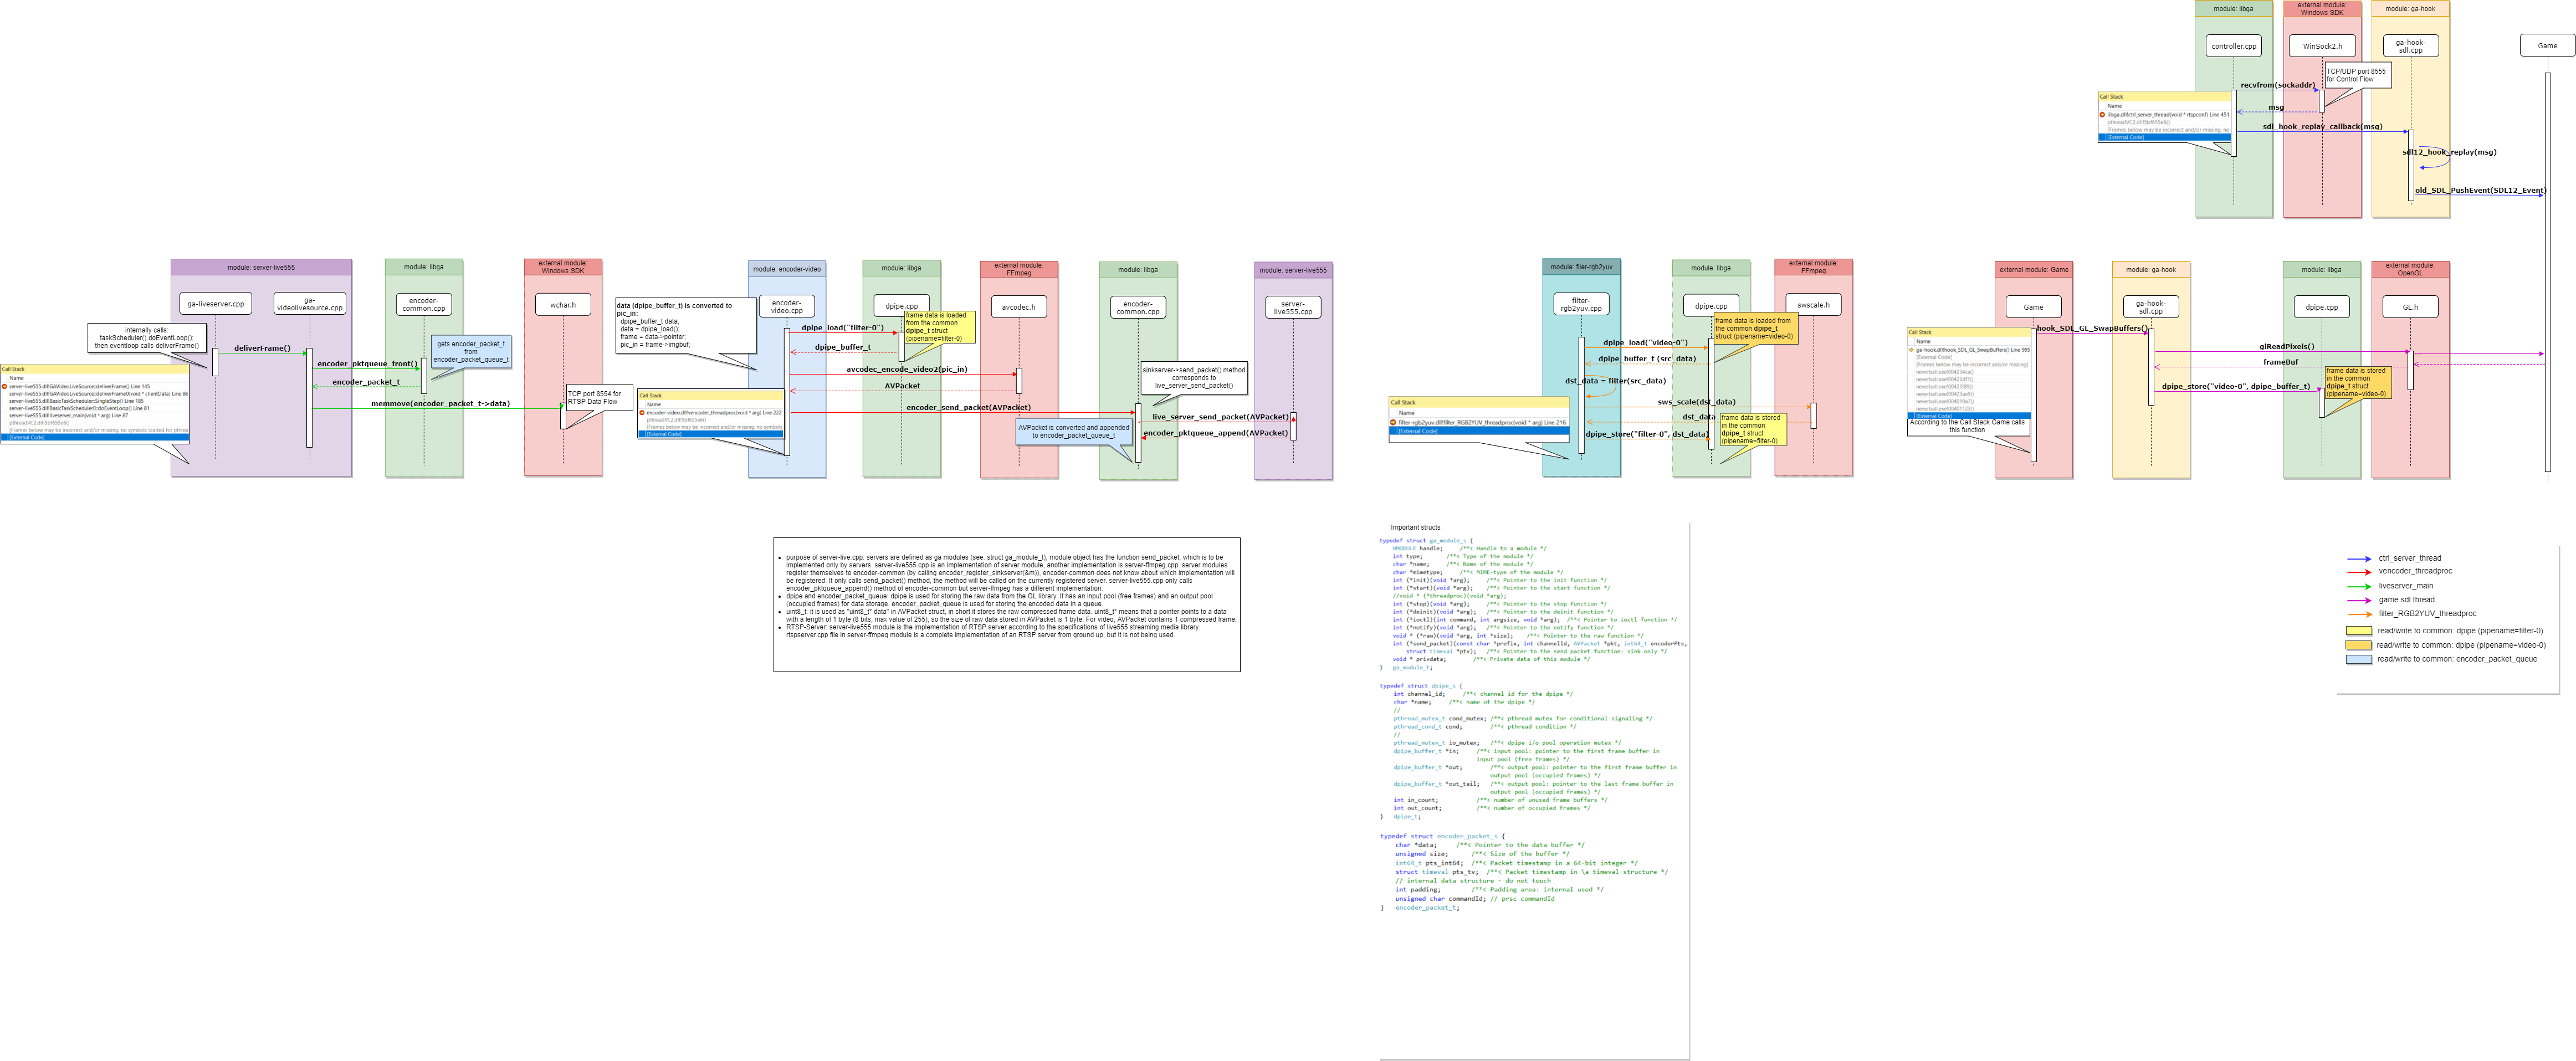 module: libga
external module:
Windows SDK
module: ga-hook
controller.cpp
WinSock2.h
ga-hook-
sdl.cpp
Game
TCP/UDP port 8555
for Control Flow
recvfrom(sockaddr)
msg
Call Stack
Name
libga.dll!ctrl_server_thread(void * rtspconf) Line 451
pthreadVC2.dll!5bf655e6()
[Frames below may be incorrect and/or missing, no
[External Code]
sdl_hook_replay_callback(msg)
sdl12_hook_replay(msg)
old_SDL_PushEvent(SDL12_Event)
module: server-live555
module: libga
external module:
Windows SDK
ga-liveserver.cpp
ga-
videolivesource.cpp
encoder-
common.cpp
wchar.h
internally calls:
taskScheduler().doEventLoop();
then eventloop calls deliverFrame()
deliverFrame()
gets encoder_packet_t
from
encoder_packet_queue_t
encoder_pktqueue_front()
encoder_packet_t
memmove(encoder_packet_t->data)
TCP port 8554 for
RTSP Data Flow
Call Stack
Name
server-live555.dll!GAVideoLiveSource::deliverFrame() Line 145
server-live555.dll!GAVideoLiveSource::deliverFrame0(void * clientData) Line 86
server-live555.dll!BasicTaskScheduler::SingleStep() Line 185
server-live555.dll!BasicTaskScheduler0::doEventLoop() Line 81
server-live555.dll!liveserver_main(void * arg) Line 87
pthreadVC2.dll!5bf655e6()
[Frames below may be incorrect and/or missing, no symbols loaded for pthrea
[External Code]
module: encoder-video
module: libga
external module:
FFmpeg
module: libga
module: server-live555
encoder-
video.cpp
dpipe.cpp
avcodec.h
encoder-
common.cpp
server-
live555.cpp
data (dpipe_buffer_t) is converted to
pic_in:
dpipe_buffer_t data;
data = dpipe_load();
frame = data->pointer;
pic_in = frame->imgbuf;
frame data is loaded
from the common
dpipe_t struct
(pipename=filter-0)
dpipe_load("filter-0")
dpipe_buffer_t
avcodec_encode_video2(pic_in)
AVPacket
encoder_send_packet(AVPacket)
sinkserver->send_packet() method
corresponds to
live_server_send_packet()
live_server_send_packet(AVPacket)
encoder_pktqueue_append(AVPacket)
AVPacket is converted and appended
to encoder_packet_queue_t
Call Stack
Name
encoder-video.dll!vencoder_threadproc(void * arg) Line 222
pthreadVC2.dll!5bf655e6()
[Frames below may be incorrect and/or missing, no symbols
[External Code]
module: filer-rgb2yuv
module: libga
external module:
FFmpeg
filter-
rgb2yuv.cpp
dpipe.cpp
swscale.h
frame data is loaded from
the common dpipe_t
struct (pipename=video-0)
dpipe_load("video-0")
dpipe_buffer_t (src_data)
dst_data = filter(src_data)
sws_scale(dst_data)
dst_data
dpipe_store("filter-0", dst_data)
frame data is stored
in the common
dpipe_t struct
(pipename=filter-0)
Call Stack
Name
filter-rgb2yuv.dll!filter_RGB2YUV_threadproc(void * arg) Line 216
[External Code]
external module: Game
module: ga-hook
module: libga
external module:
OpenGL
Game
ga-hook-
sdl.cpp
dpipe.cpp
GL.h
hook_SDL_GL_SwapBuffers()
glReadPixels()
frameBuf
dpipe_store("video-0", dpipe_buffer_t)
frame data is stored
in the common
dpipe_t struct
(pipename=video-0)
Call Stack
Name
ga-hook.dll!hook_SDL_GL_SwapBuffers() Line 995
[External Code]
[Frames below may be incorrect and/or missing]
[External Code]
According to the Call Stack Game calls
this function
purpose of server-live.cpp: servers are defined as ga modules (see. struct ga_module_t), module object has the function send_packet, which is to be
implemented only by servers. server-live555.cpp is an implementation of server module, another implementation is server-ffmpeg.cpp. server modules
register themselves to encoder-common (by calling encoder_register_sinkserver(&m)), encoder-common does not know about which implementation will
be registered. It only calls send_packet() method, the method will be called on the currently registered server. server-live555.cpp only calls
encoder_pktqueue_append() method of encoder-common but server-ffmpeg has a different implementation.
dpipe and encoder_packet_queue: dpipe is used for storing the raw data from the GL library. It has an input pool (free frames) and an output pool
(occupied frames) for data storage. encoder_packet_queue is used for storing the encoded data in a queue.
uint8_t: it is used as "uint8_t* data" in AVPacket struct, in short it stores the raw compressed frame data. uint8_t* means that a pointer points to a data
with a length of 1 byte (8 bits; max value of 255), so the size of raw data stored in AVPacket is 1 byte. For video, AVPacket contains 1 compressed frame.
RTSP-Server: server-live555 module is the implementation of RTSP server according to the specifications of live555 streaming media library.
rtspserver.cpp file in server-ffmpeg module is a complete implementation of an RTSP server from ground up, but it is not being used.
Important structs
typedef struct ga_module_s {
HMODULE handle; /**< Handle to a module */
int type; /**< Type of the module */
char *name; /**< Name of the module */
char *mimetype; /**< MIME-type of the module */
int (*init)(void *arg); /**< Pointer to the init function */
int (*start)(void *arg); /**< Pointer to the start function */
//void * (*threadproc)(void *arg);
int (*stop)(void *arg); /**< Pointer to the stop function */
int (*deinit)(void *arg); /**< Pointer to the deinit function */
int (*ioctl)(int command, int argsize, void *arg); /**< Pointer to ioctl function */
int (*notify)(void *arg); /**< Pointer to the notify function */
void * (*raw)(void *arg, int *size); /**< Pointer to the raw function */
int (*send_packet)(const char *prefix, int channelId, AVPacket *pkt, int64_t encoderPts,
struct timeval *ptv); /**< Pointer to the send packet function: sink only */
void * privdata; /**< Private data of this module */
} ga_module_t;
typedef struct dpipe_s {
int channel_id; /**< channel id for the dpipe */
char *name; /**< name of the dpipe */
//
pthread_mutex_t cond_mutex; /**< pthread mutex for conditional signaling */
pthread_cond_t cond; /**< pthread condition */
//
pthread_mutex_t io_mutex; /**< dpipe i/o pool operation mutex */
dpipe_buffer_t *in; /**< input pool: pointer to the first frame buffer in
input pool (free frames) */
dpipe_buffer_t *out; /**< output pool: pointer to the first frame buffer in
output pool (occupied frames) */
dpipe_buffer_t *out_tail; /**< output pool: pointer to the last frame buffer in
output pool (occupied frames) */
int in_count; /**< number of unused frame buffers */
int out_count; /**< number of occupied frames */
} dpipe_t;
typedef struct encoder_packet_s {
char *data; /**< Pointer to the data buffer */
unsigned size; /**< Size of the buffer */
int64_t pts_int64; /**< Packet timestamp in a 64-bit integer */
struct timeval pts_tv; /**< Packet timestamp in \a timeval structure */
// internal data structure - do not touch
int padding; /**< Padding area: internal used */
unsigned char commandId; // prsc commandId
} encoder_packet_t;
ctrl_server_thread
vencoder_threadproc
liveserver_main
game sdl thread
filter_RGB2YUV_threadproc
read/write to common: dpipe (pipename=filter-0)
read/write to common: dpipe (pipename=video-0)
read/write to common: encoder_packet_queue